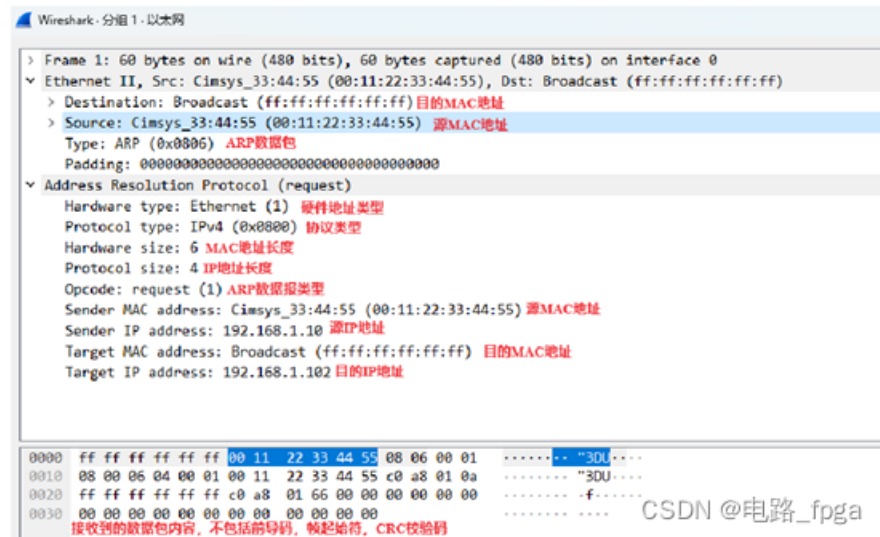 Wireshark · 分组 1 · 以太网
Frame 1: 60 bytes on wire (480 bits), 60 bytes captured (480 bits) on interface 0
Ethernet II, Src: Cimsys_33:44:55 (00:11:22:33:44:55), Dst: Broadcast (ff:ff:ff:ff:ff:ff)
Destination: Broadcast (ff:ff:ff:ff:ff:ff) 目的MAC地址
Source: Cimsys_33:44:55 (00:11:22:33:44:55) 源MAC地址
Type: ARP (0x0806) ARP数据包
Padding: 000000000000000000000000000000000000
Address Resolution Protocol (request)
Hardware type: Ethernet (1) 硬件地址类型
Protocol type: IPv4 (0x0800) 协议类型
Hardware size: 6 MAC地址长度
Protocol size: 4 IP地址长度
Opcode: request (1) ARP数据报类型
Sender MAC address: Cimsys_33:44:55 (00:11:22:33:44:55) 源MAC地址
Sender IP address: 192.168.1.10 源IP地址
Target MAC address: Broadcast (ff:ff:ff:ff:ff:ff) 目的MAC地址
Target IP address: 192.168.1.102 目的IP地址
0000 ff ff ff ff ff ff 00 11 22 33 44 55 08 06 00 01 ········ "3DU····
0010 08 00 06 04 00 01 00 11 22 33 44 55 c0 a8 01 0a ········ "3DU····
0020 ff ff ff ff ff ff c0 a8 01 66 00 00 00 00 00 00 ········ ·f······
0030 00 00 00 00 00 00 00 00 00 00 00 00 ········ ····
接收到的数据包内容，不包括前导码，帧起始符，CRC校验码
CSDN @电路_fpga